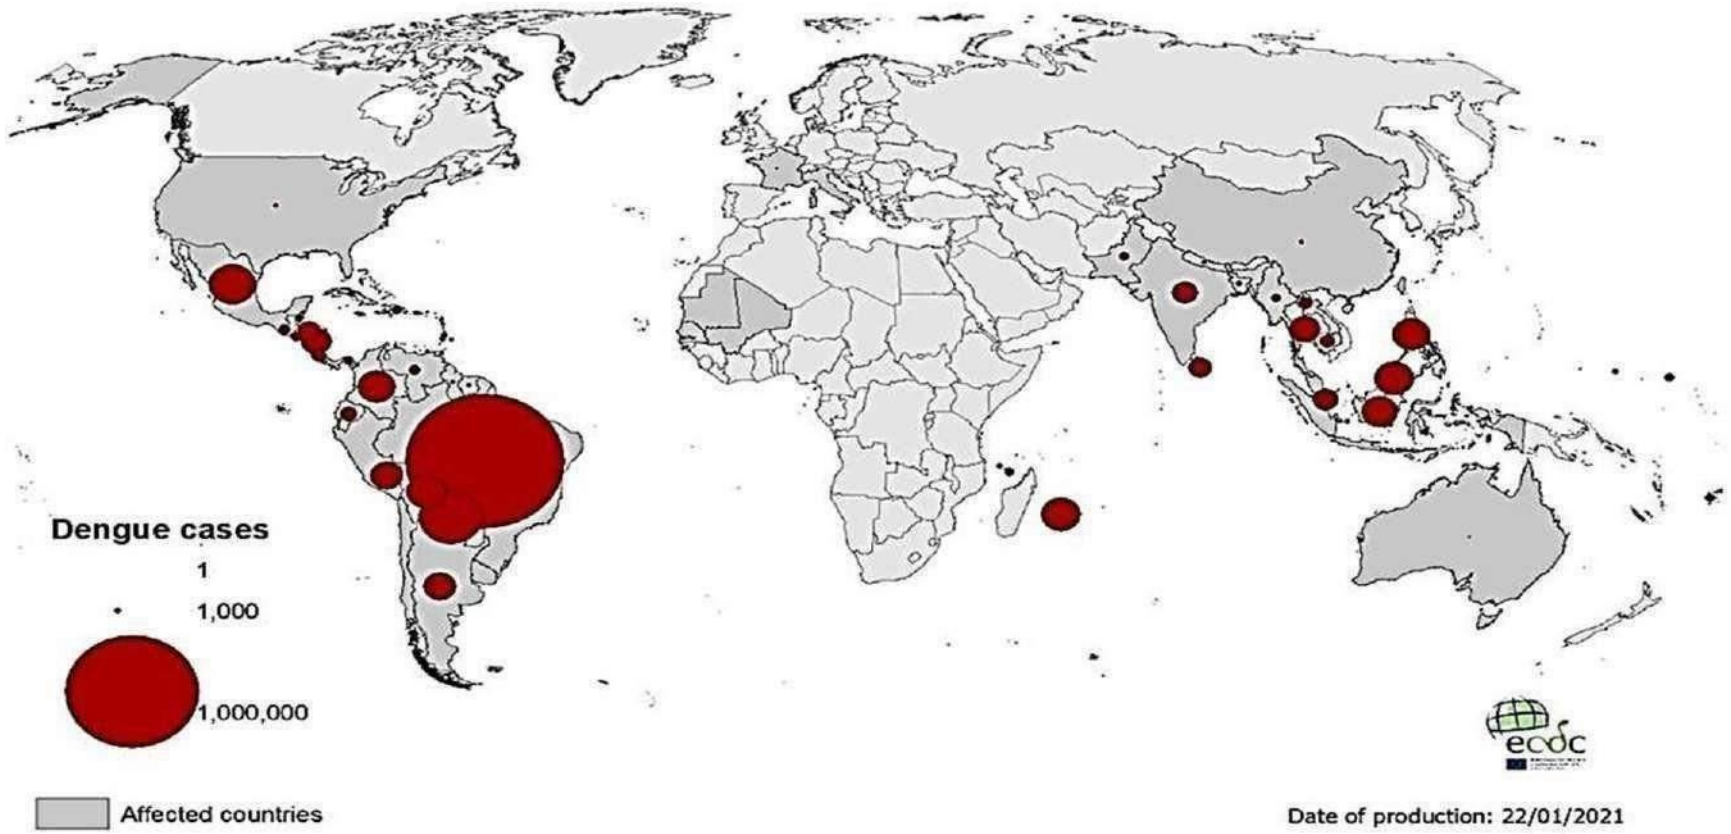 Dengue cases
1
1,000
1,000,000
Affected countries
ecdc
Date of production: 22/01/2021